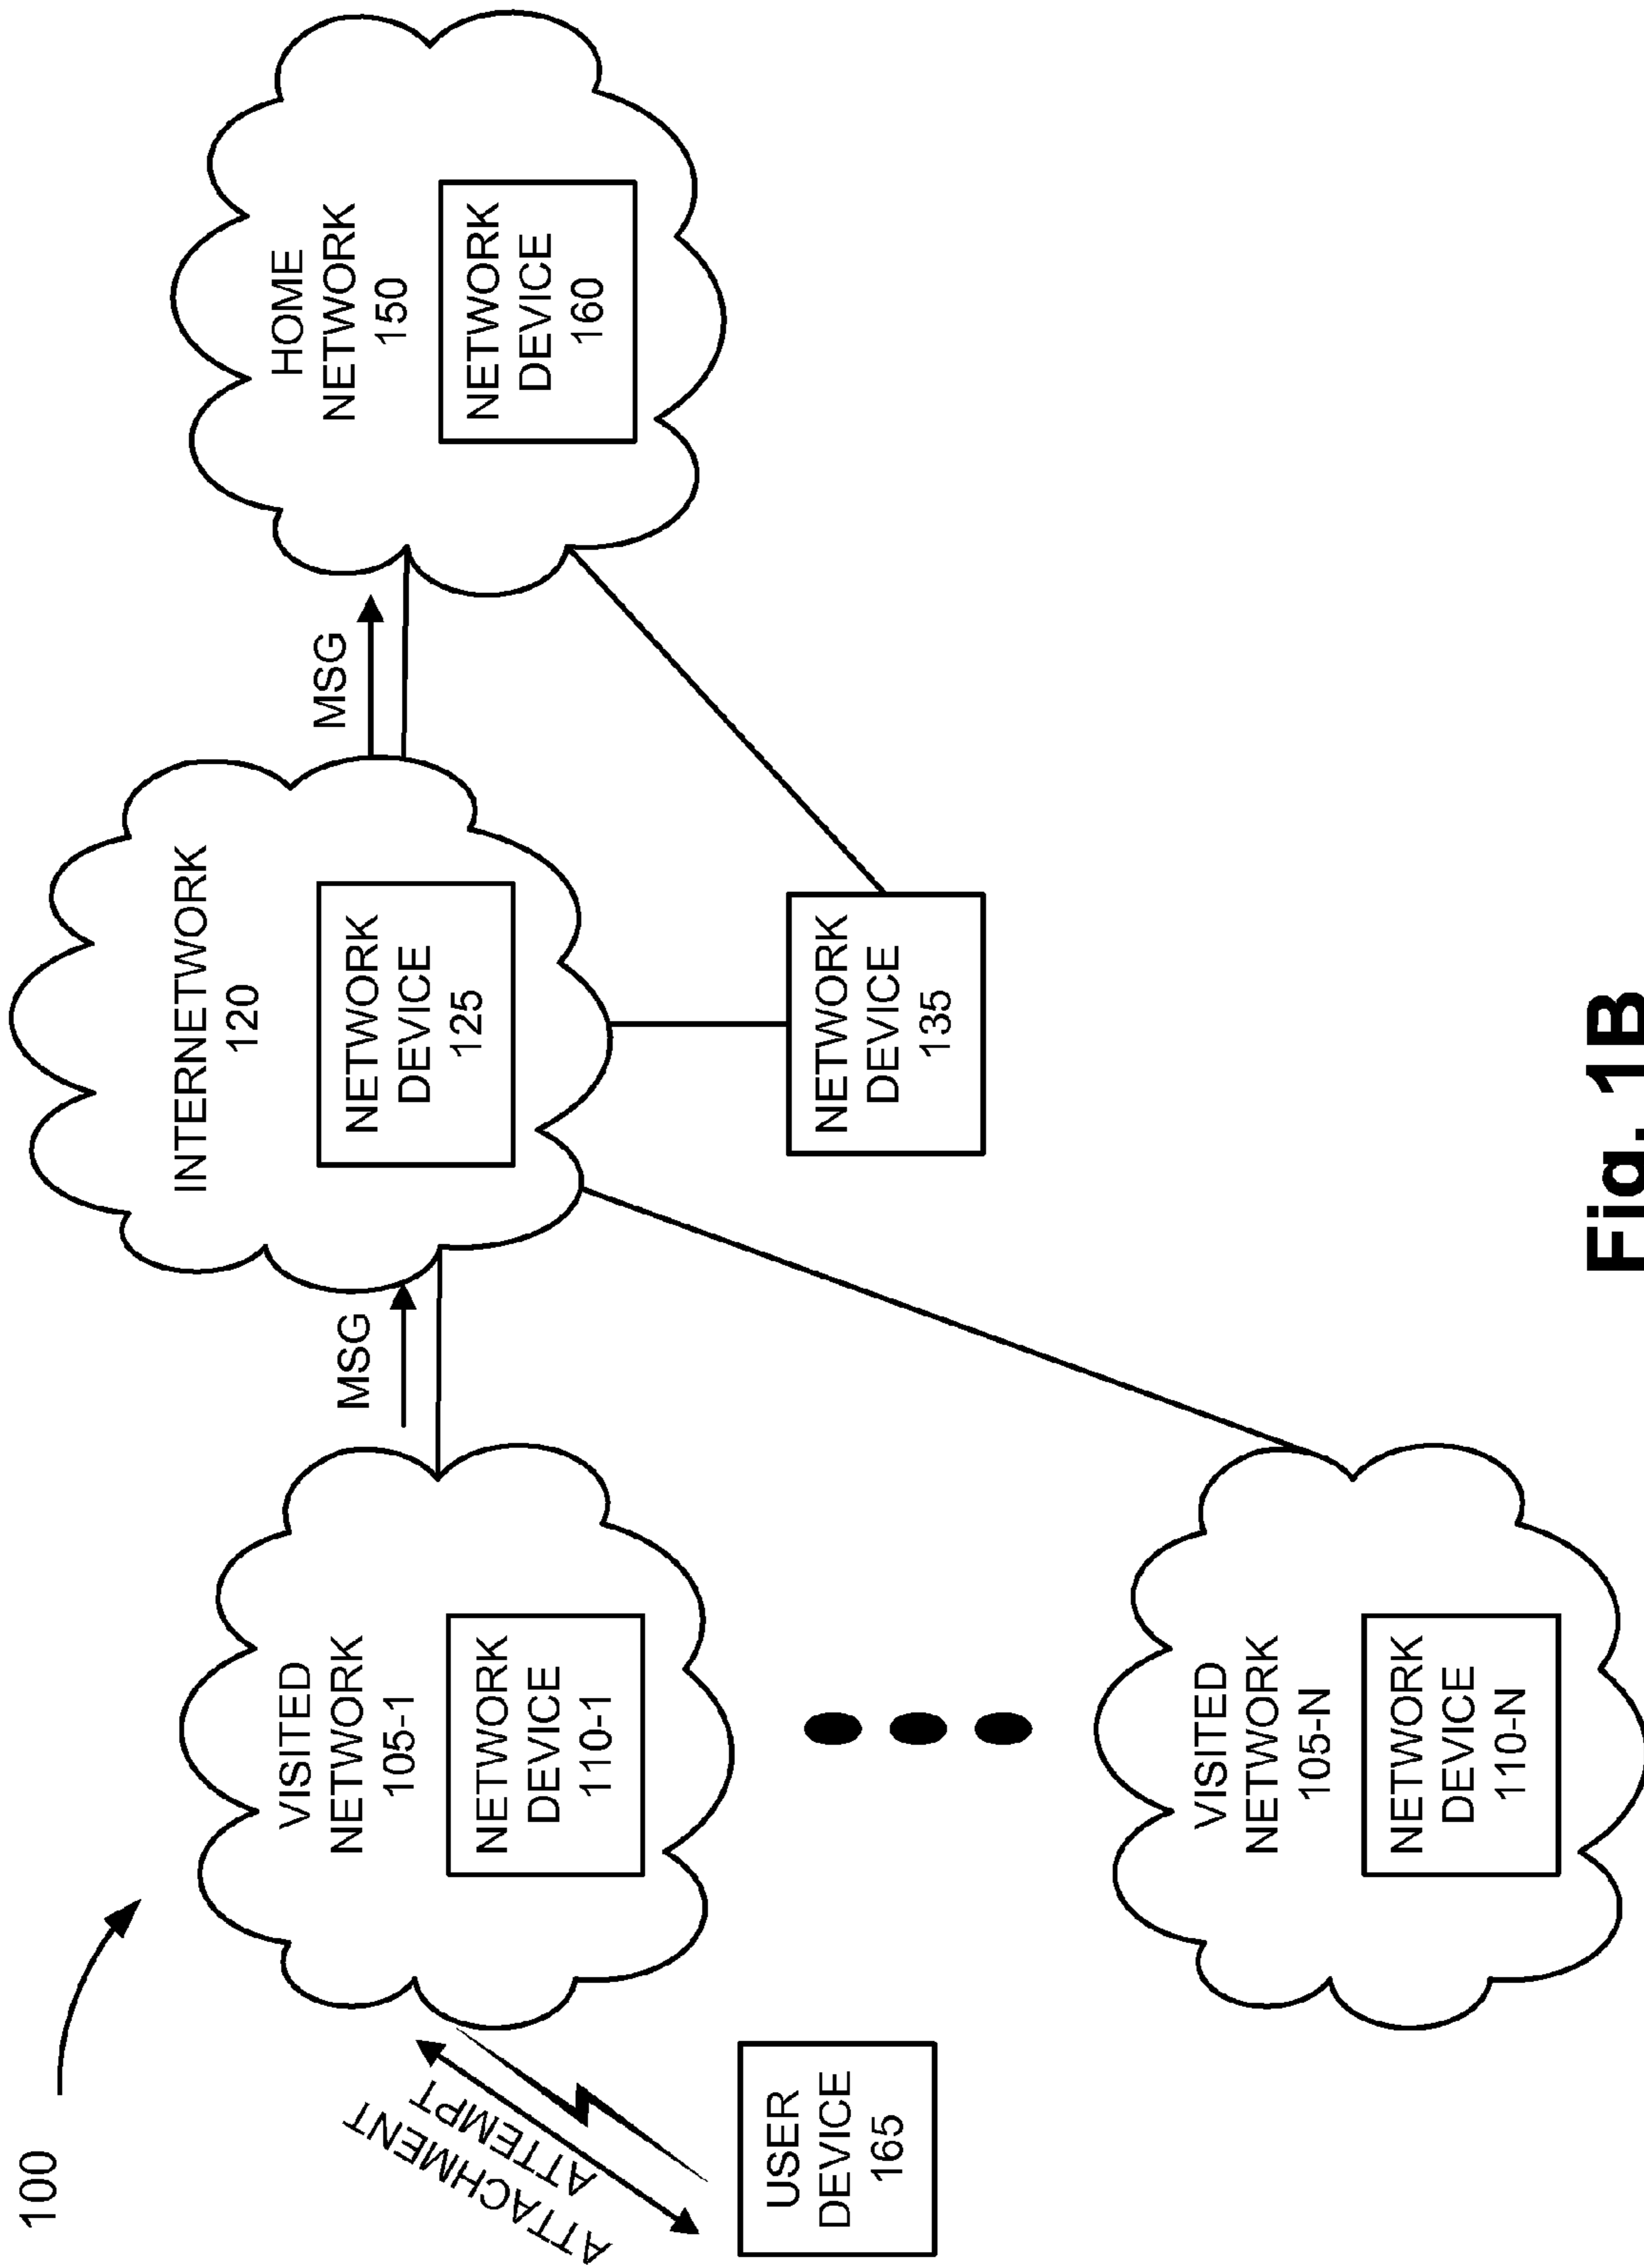 100
ATTACHMENT
ATTEMPT
USER
DEVICE
165
VISITED
NETWORK
105-1
NETWORK
DEVICE
110-1
MSG
INTERNETWORK
120
NETWORK
DEVICE
125
MSG
HOME
NETWORK
150
NETWORK
DEVICE
160
NETWORK
DEVICE
135
VISITED
NETWORK
105-N
NETWORK
DEVICE
110-N
Fig. 1B